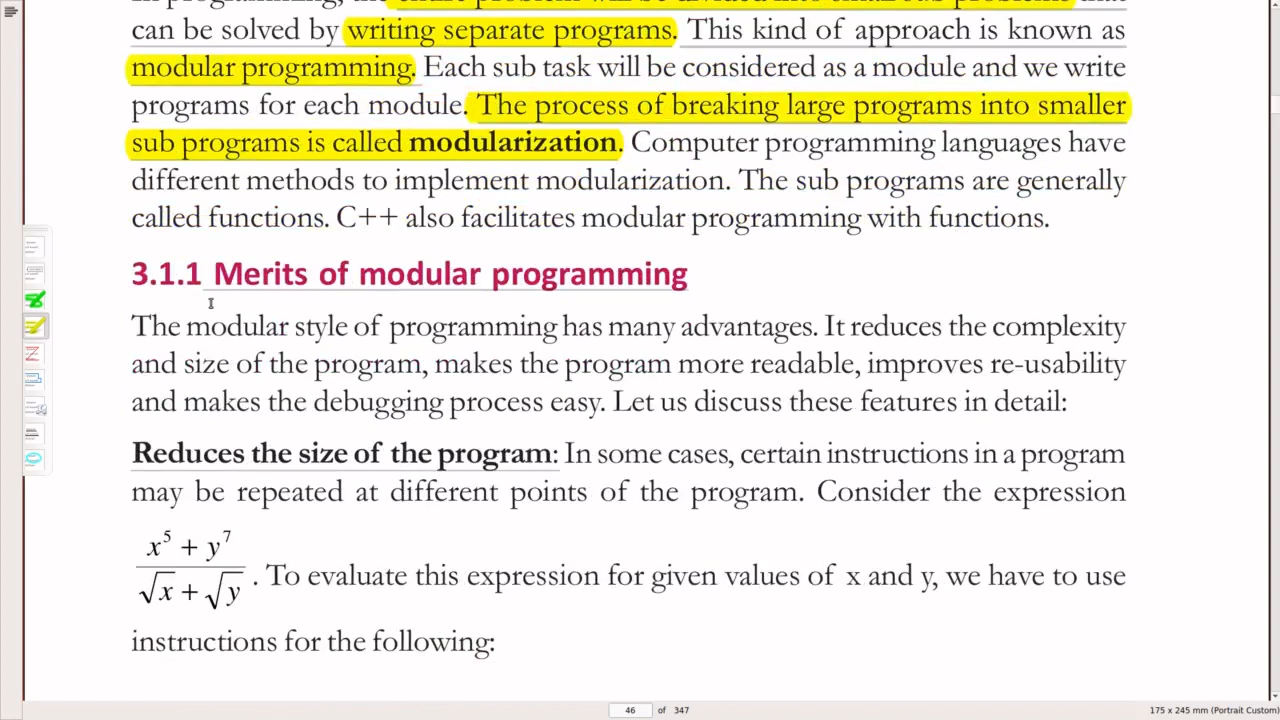 can be solved by writing separate programs. This kind of approach is known as
modular programming. Each sub task will be considered as a module and we write
programs for each module. The process of breaking large programs into smaller
sub programs is called modularization. Computer programming languages have
different methods to implement modularization. The sub programs are generally
called functions. C++ also facilitates modular programming with functions.
3.1.1 Merits of modular programming
The modular style of programming has many advantages. It reduces the complexity
and size of the program, makes the program more readable, improves re-usability
and makes the debugging process easy. Let us discuss these features in detail:
Reduces the size of the program: In some cases, certain instructions in a program
may be repeated at different points of the program. Consider the expression
x⁵ + y⁷
√x + √y . To evaluate this expression for given values of x and y, we have to use
instructions for the following:
46 of 347
175 x 245 mm (Portrait Custom)